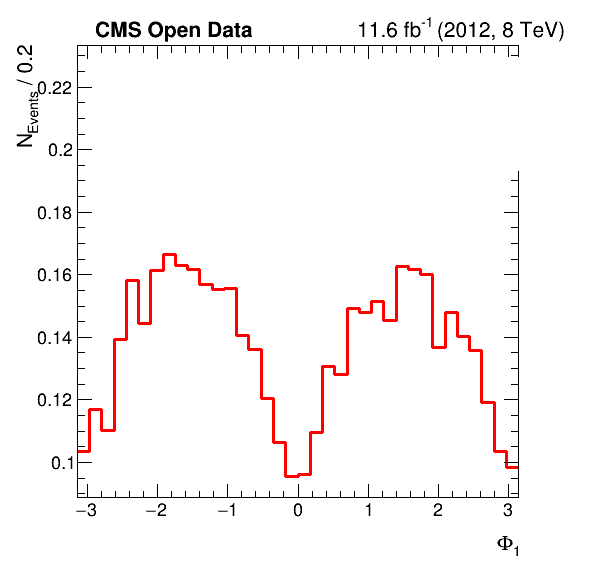 CMS Open Data
11.6 fb⁻¹ (2012, 8 TeV)
N_Events / 0.2
0.22
0.2
0.18
0.16
0.14
0.12
0.1
−3 −2 −1 0 1 2 3
Φ₁